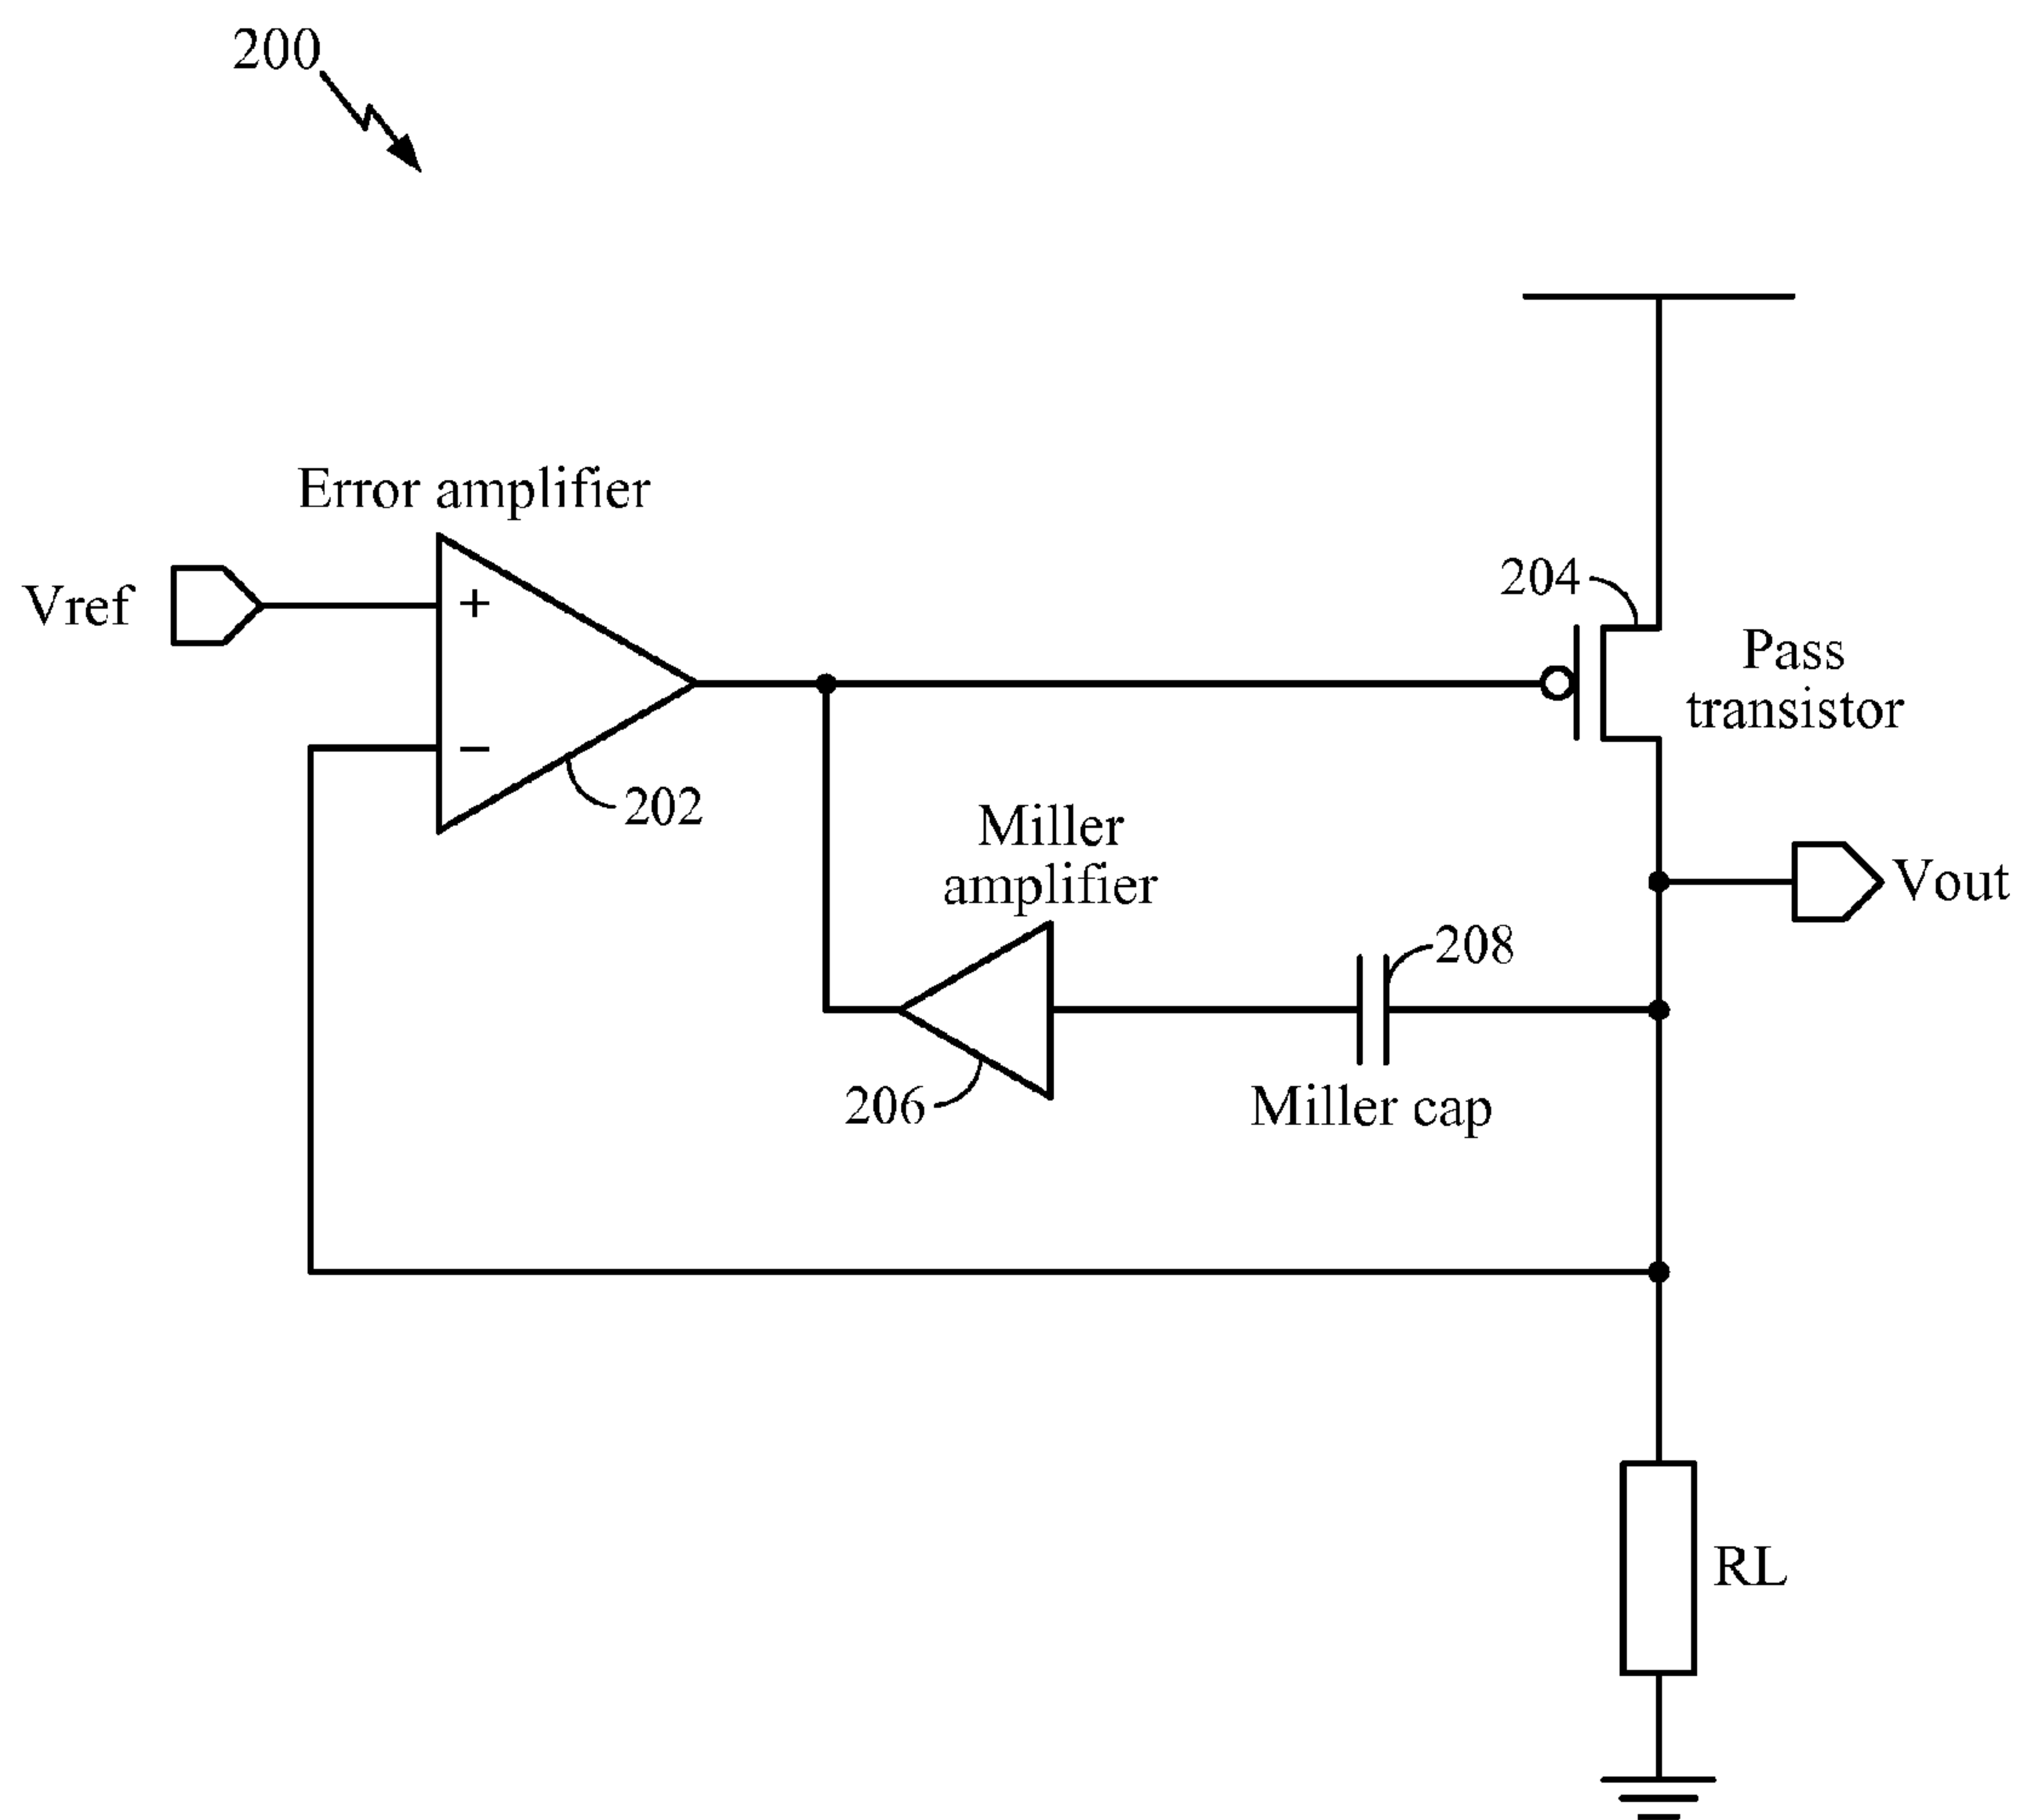 200
Error amplifier
Vref
+
−
202
204
Pass
transistor
Miller
amplifier
Vout
208
206
Miller cap
RL